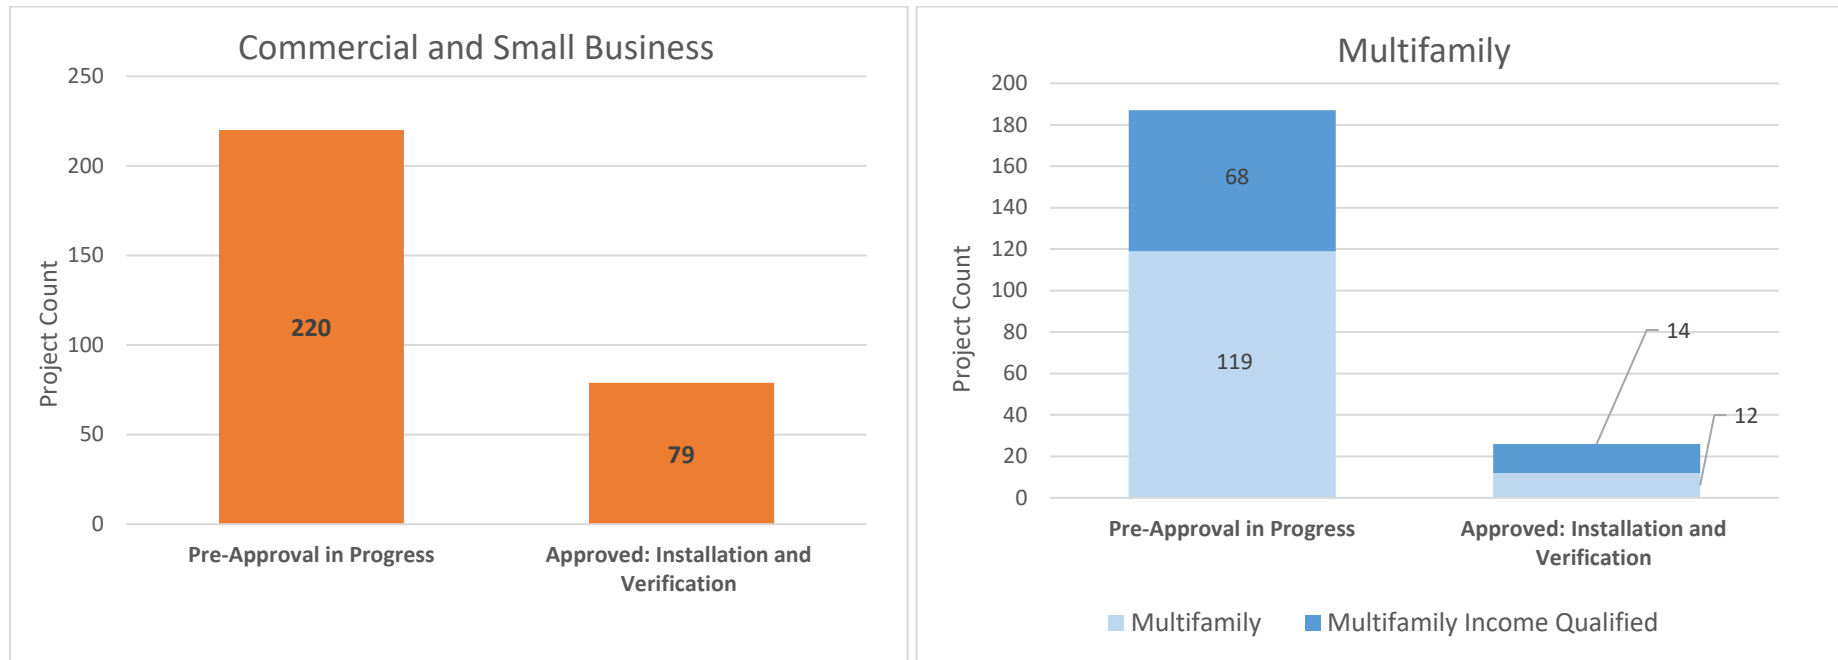 Commercial and Small Business
250
200
150
100
50
0
Project Count
220
79
Pre-Approval in Progress
Approved: Installation and
Verification
Multifamily
200
180
160
140
120
100
80
60
40
20
0
Project Count
68
119
14
12
Pre-Approval in Progress
Approved: Installation and
Verification
Multifamily
Multifamily Income Qualified